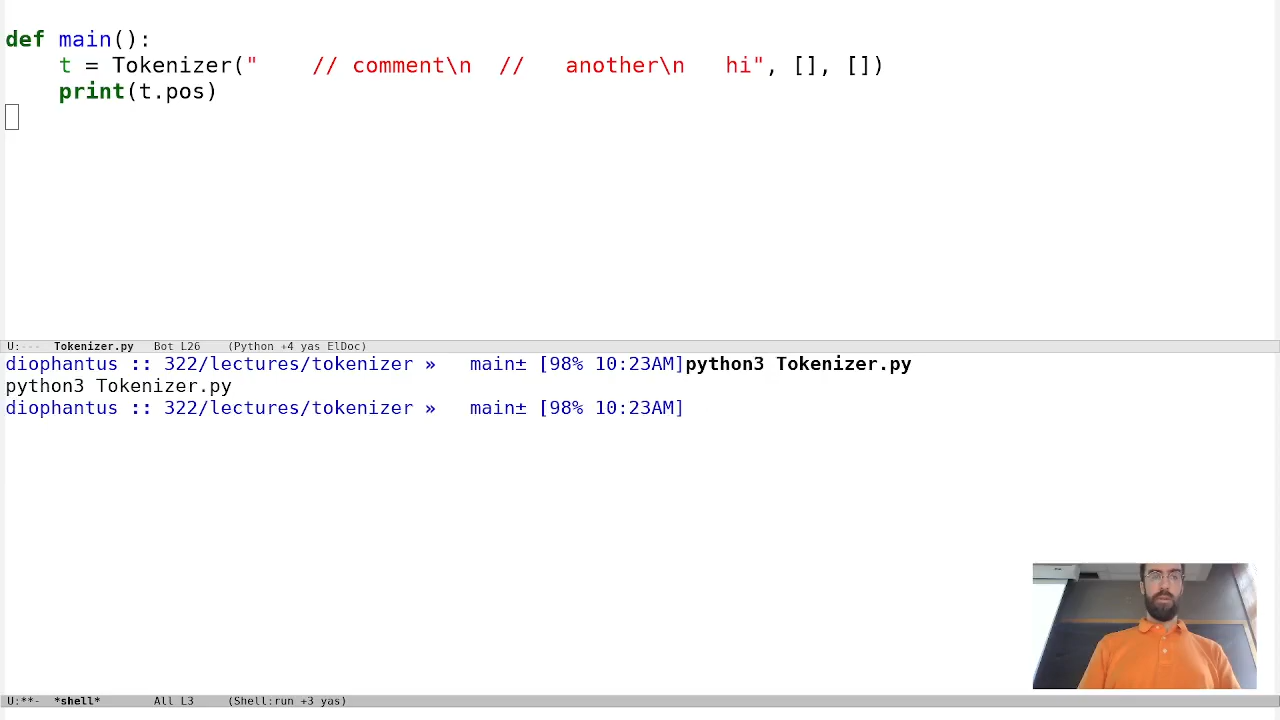 def main():
    t = Tokenizer("    // comment\n  //   another\n   hi", [], [])
    print(t.pos)
U:---  Tokenizer.py   Bot L26    (Python +4 yas ElDoc)
diophantus :: 322/lectures/tokenizer »   main± [98% 10:23AM]python3 Tokenizer.py
python3 Tokenizer.py
diophantus :: 322/lectures/tokenizer »   main± [98% 10:23AM]
U:**-  *shell*        All L3     (Shell:run +3 yas)